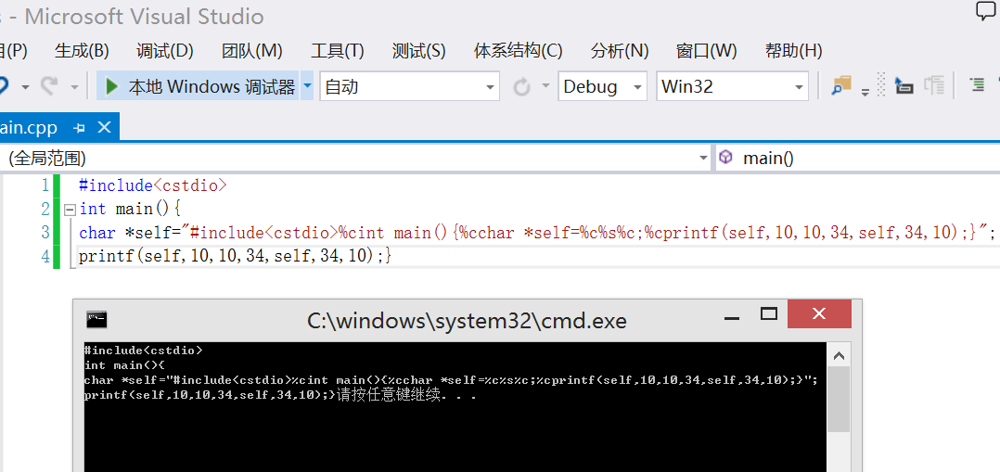 - Microsoft Visual Studio
(P) 生成(B) 调试(D) 团队(M) 工具(T) 测试(S) 体系结构(C) 分析(N) 窗口(W) 帮助(H)
本地 Windows 调试器 自动 Debug Win32
ain.cpp
(全局范围) main()
1 #include<cstdio>
2 int main(){
3 char *self="#include<cstdio>%cint main(){%cchar *self=%c%s%c;%cprintf(self,10,10,34,self,34,10);}";
4 printf(self,10,10,34,self,34,10);}
C:\windows\system32\cmd.exe
#include<cstdio>
int main(){
char *self="#include<cstdio>%cint main(){%cchar *self=%c%s%c;%cprintf(self,10,10,34,self,34,10);}";
printf(self,10,10,34,self,34,10);}请按任意键继续. . .